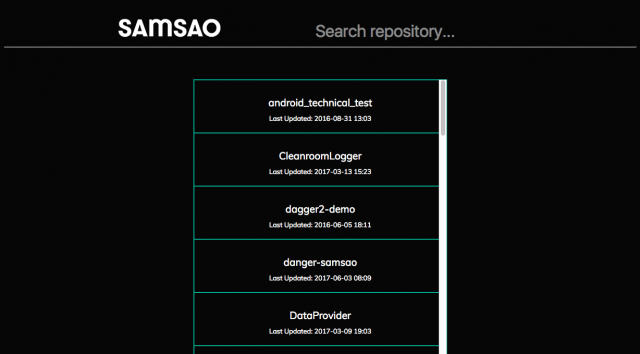 SAMSAO
Search repository...
android_technical_test
Last Updated: 2016-08-31 13:03
CleanroomLogger
Last Updated: 2017-03-13 15:23
dagger2-demo
Last Updated: 2016-06-05 18:11
danger-samsao
Last Updated: 2017-06-03 08:09
DataProvider
Last Updated: 2017-03-09 19:03